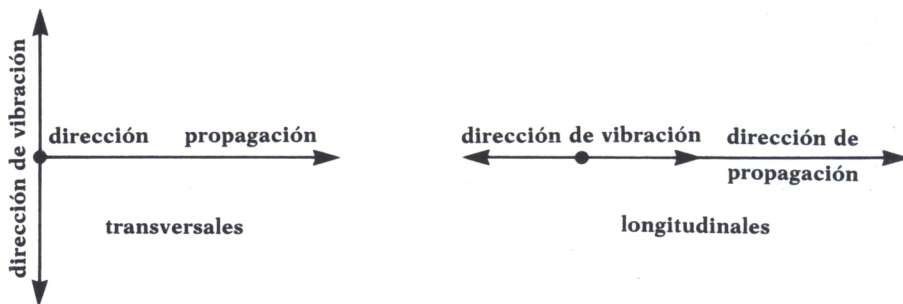 dirección de vibración
dirección propagación
transversales
dirección de vibración
dirección de
propagación
longitudinales